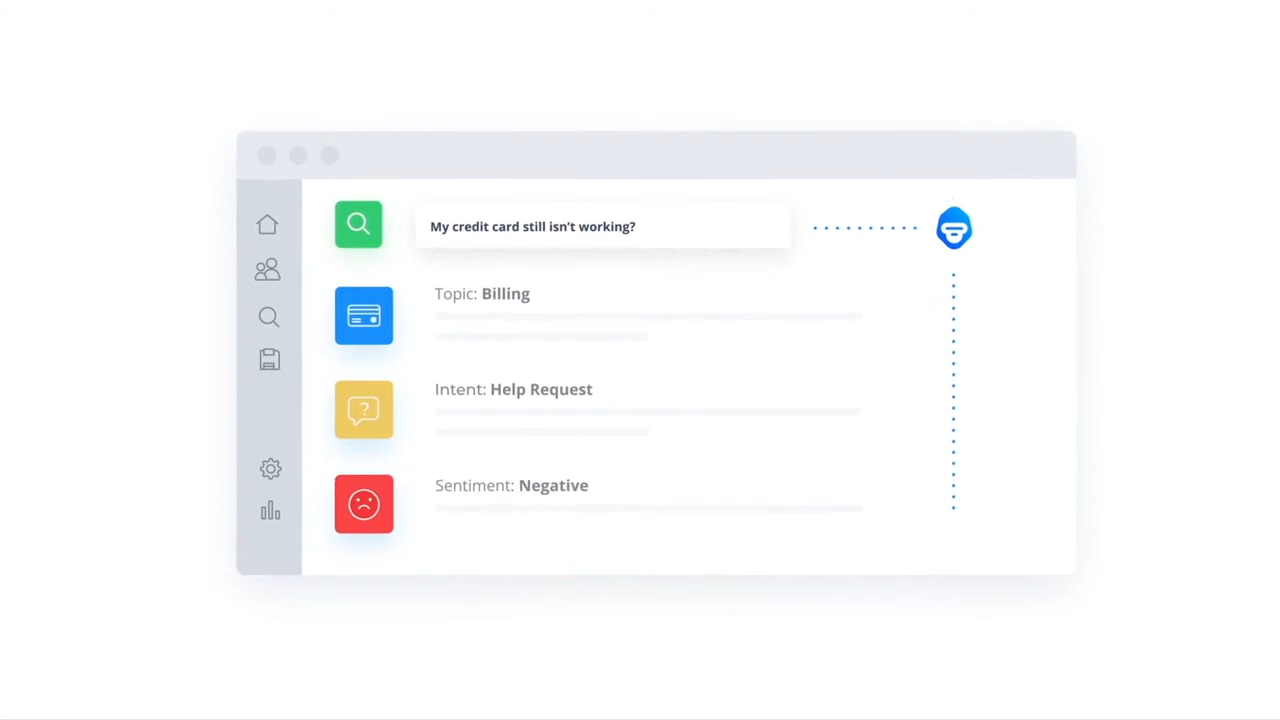 My credit card still isn't working?
Topic: Billing
Intent: Help Request
Sentiment: Negative